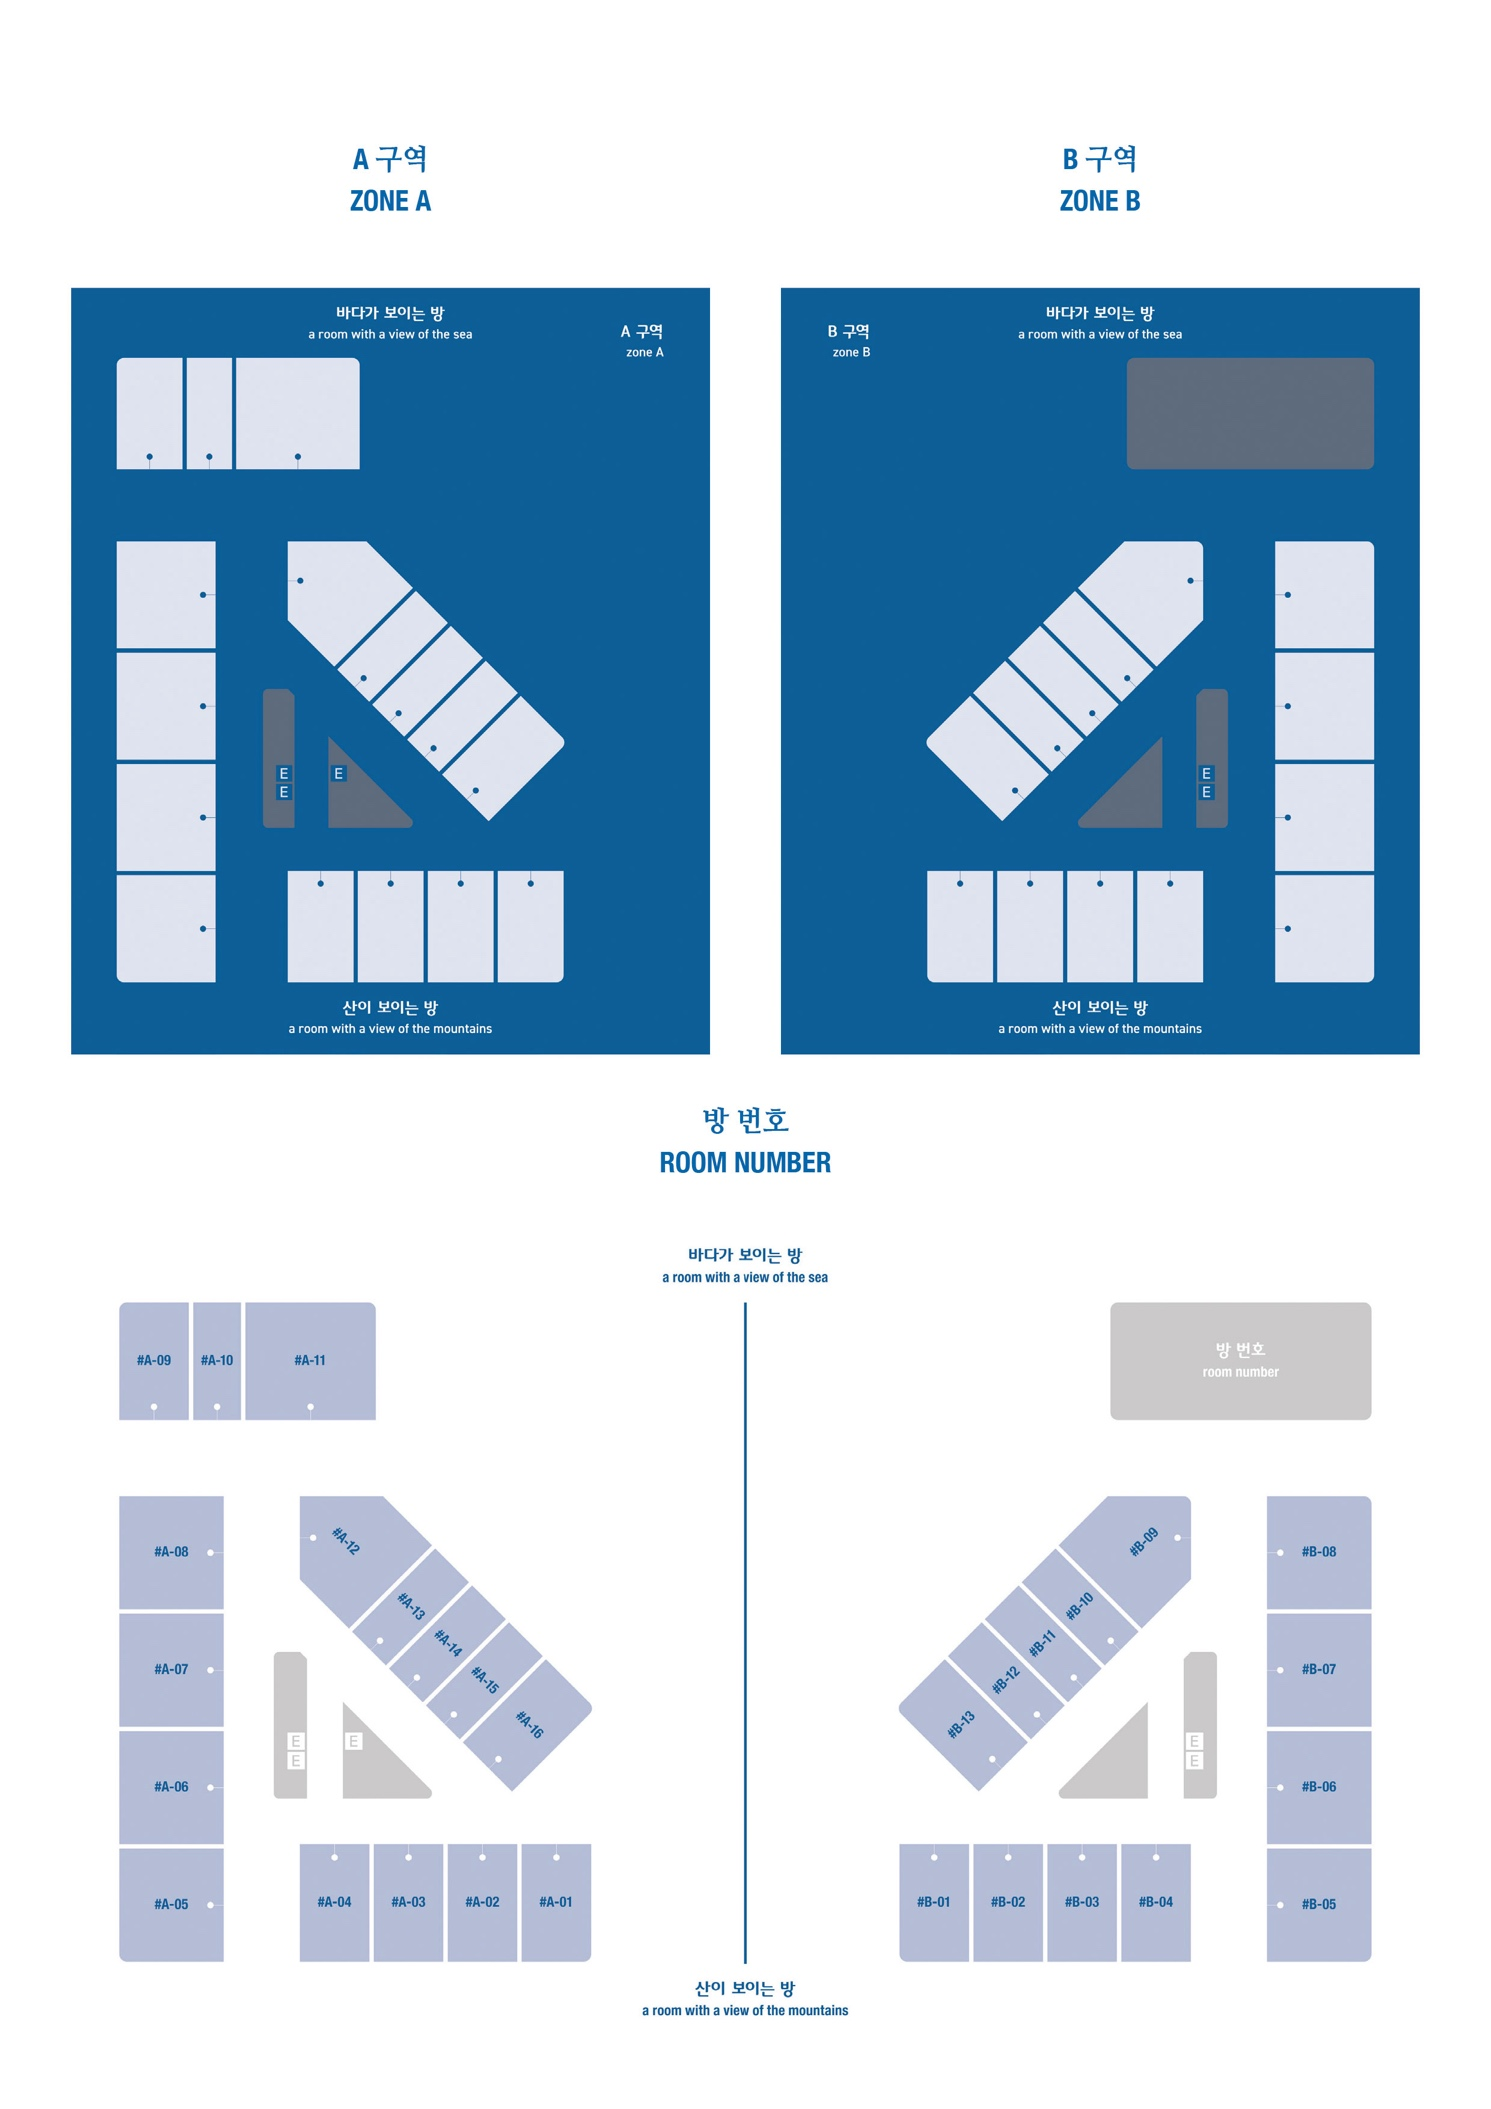 A 구역
ZONE A
B 구역
ZONE B
바다가 보이는 방
a room with a view of the sea
A 구역
zone A
E
E
E
산이 보이는 방
a room with a view of the mountains
B 구역
zone B
바다가 보이는 방
a room with a view of the sea
E
E
산이 보이는 방
a room with a view of the mountains
방 번호
ROOM NUMBER
바다가 보이는 방
a room with a view of the sea
#A-09 #A-10 #A-11
#A-12
#A-08
#A-13
#A-14
#A-07
#A-15
#A-16
E
E
E
#A-06
#A-05
#A-04 #A-03 #A-02 #A-01
방 번호
room number
#B-09
#B-08
#B-10
#B-11
#B-07
#B-12
#B-13
E
E
#B-06
#B-01 #B-02 #B-03 #B-04
#B-05
산이 보이는 방
a room with a view of the mountains